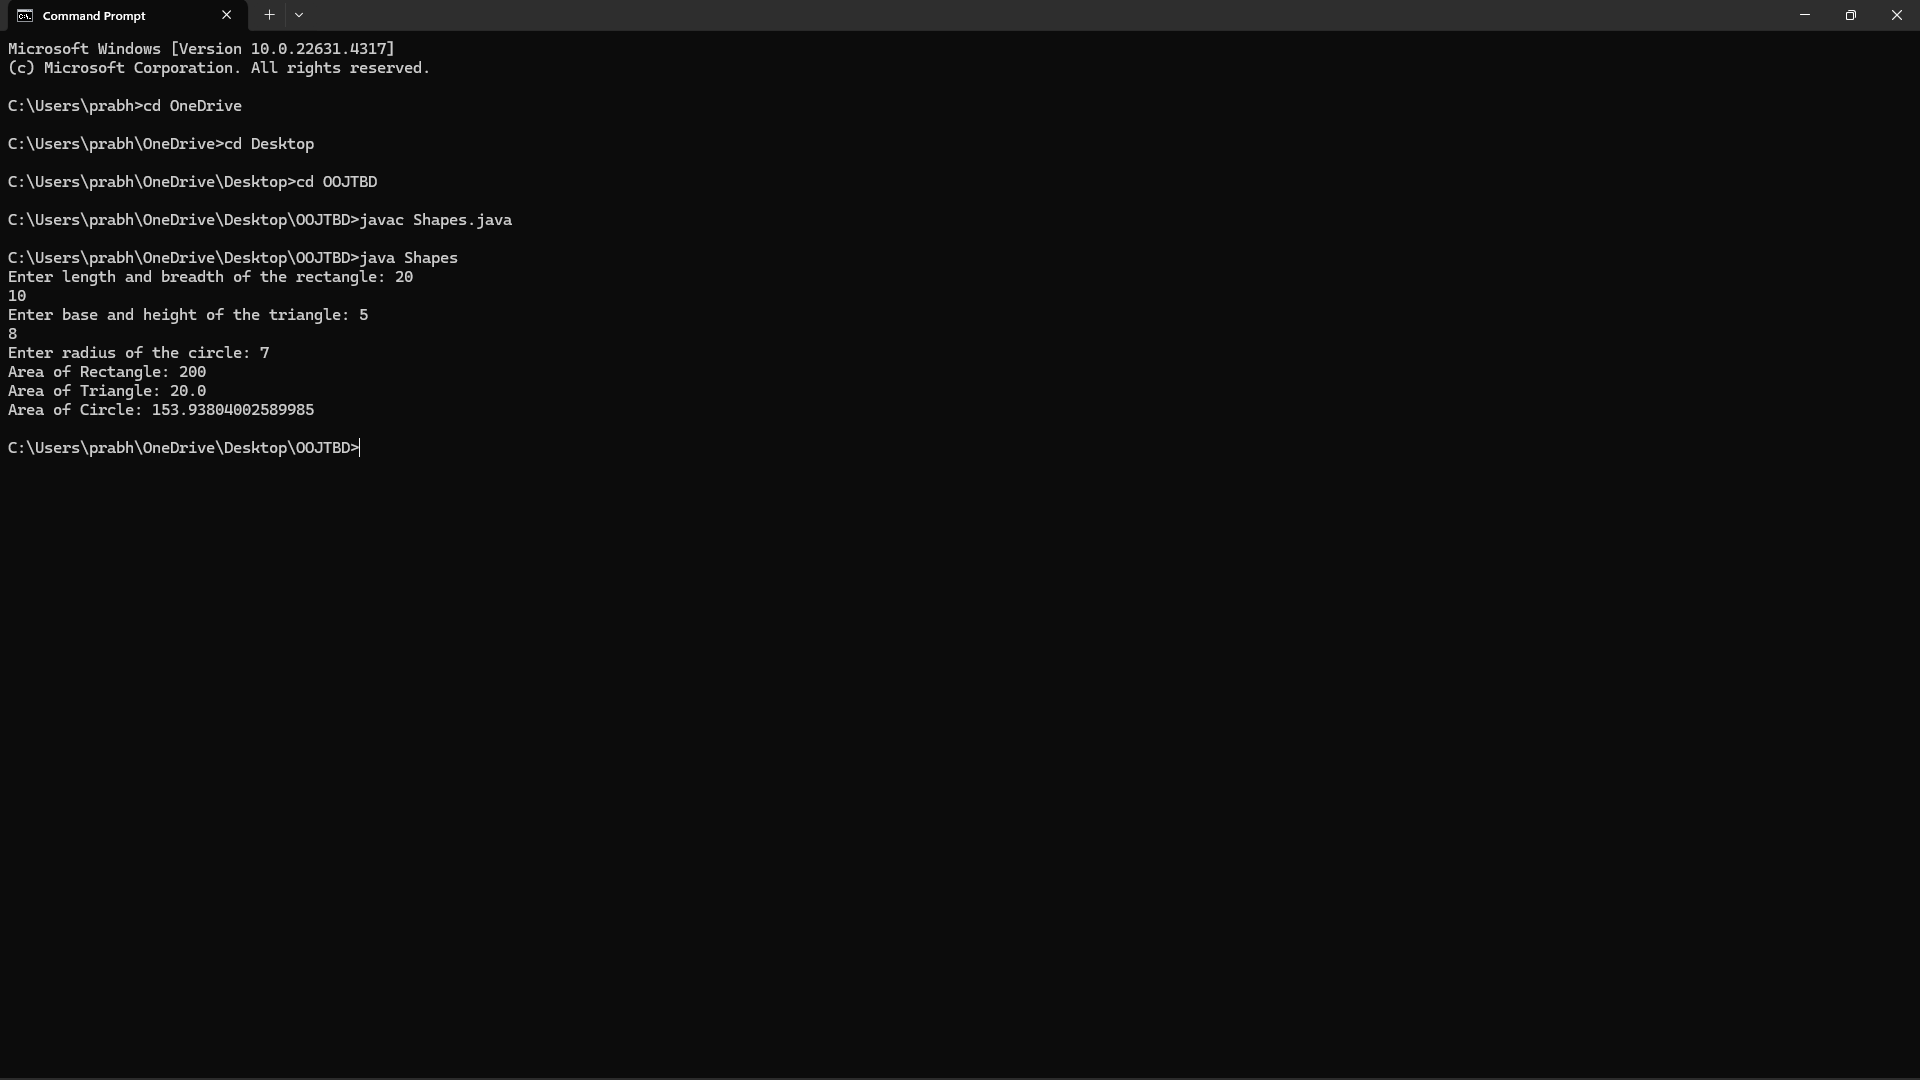 Command Prompt
Microsoft Windows [Version 10.0.22631.4317]
(c) Microsoft Corporation. All rights reserved.
C:\Users\prabh>cd OneDrive
C:\Users\prabh\OneDrive>cd Desktop
C:\Users\prabh\OneDrive\Desktop>cd OOJTBD
C:\Users\prabh\OneDrive\Desktop\OOJTBD>javac Shapes.java
C:\Users\prabh\OneDrive\Desktop\OOJTBD>java Shapes
Enter length and breadth of the rectangle: 20
10
Enter base and height of the triangle: 5
8
Enter radius of the circle: 7
Area of Rectangle: 200
Area of Triangle: 20.0
Area of Circle: 153.93804002589985
C:\Users\prabh\OneDrive\Desktop\OOJTBD>